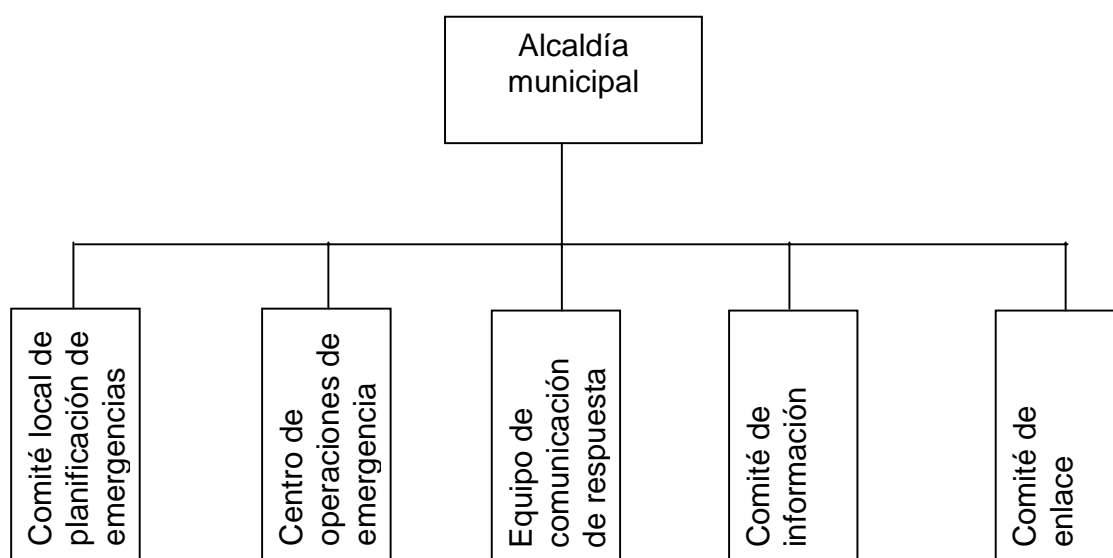 Alcaldía
municipal
Comité local de
planificación de
emergencias
Centro de
operaciones de
emergencia
Equipo de
comunicación
de respuesta
Comité de
información
Comité de
enlace